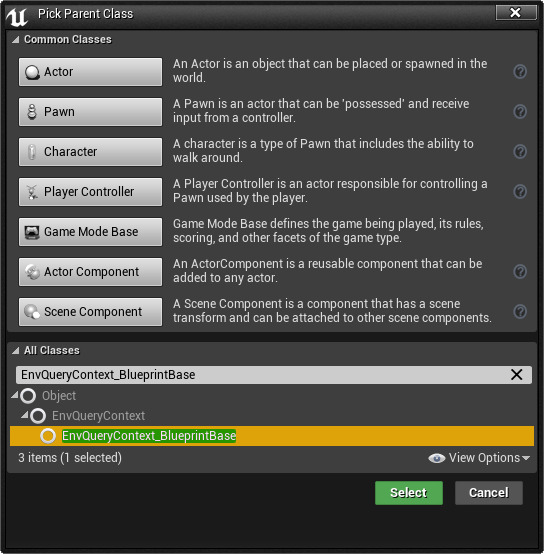 Pick Parent Class
Common Classes
Actor
An Actor is an object that can be placed or spawned in the
world.
Pawn
A Pawn is an actor that can be 'possessed' and receive
input from a controller.
Character
A character is a type of Pawn that includes the ability to
walk around.
Player Controller
A Player Controller is an actor responsible for controlling a
Pawn used by the player.
Game Mode Base
Game Mode Base defines the game being played, its rules,
scoring, and other facets of the game type.
Actor Component
An ActorComponent is a reusable component that can be
added to any actor.
Scene Component
A Scene Component is a component that has a scene
transform and can be attached to other scene components.
All Classes
EnvQueryContext_BlueprintBase
Object
EnvQueryContext
EnvQueryContext_BlueprintBase
3 items (1 selected)
View Options
Select
Cancel